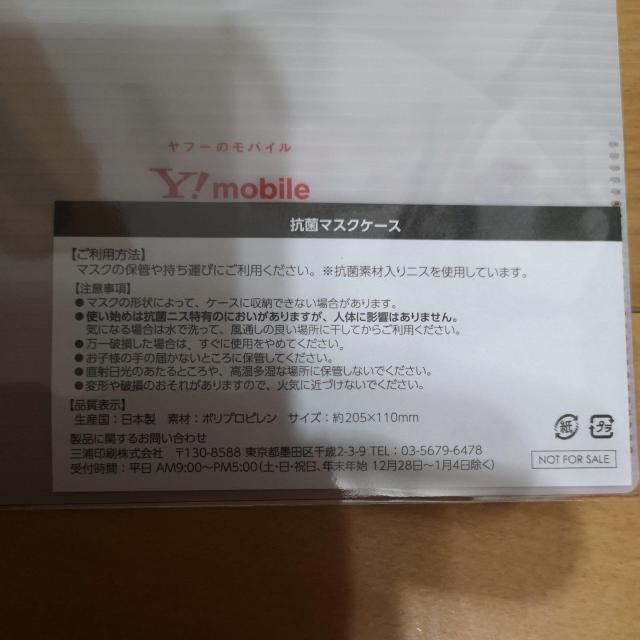 ヤフーのモバイル
Y!mobile
抗菌マスクケース
【ご利用方法】
マスクの保管や持ち運びにご利用ください。※抗菌素材入りニスを使用しています。
【注意事項】
●マスクの形状によって、ケースに収納できない場合があります。
●使い始めは抗菌ニス特有のにおいがありますが、人体に影響はありません。
気になる場合は水で洗って、風通しの良い場所に干してからご利用ください。
●万一破損した場合は、すぐに使用をやめてください。
●お子様の手の届かないところに保管してください。
●直射日光のあたるところや、高温多湿な場所に保管しないでください。
●変形や破損のおそれがありますので、火気に近づけないでください。
【品質表示】
生産国:日本製 素材:ポリプロピレン サイズ:約205×110mm
製品に関するお問い合わせ
三浦印刷株式会社 〒130-8588 東京都墨田区千歳2-3-9 TEL:03-5679-6478
受付時間:平日 AM9:00〜PM5:00(土・日・祝日、年末年始 12月28日〜1月4日除く)
紙 プラ
NOT FOR SALE